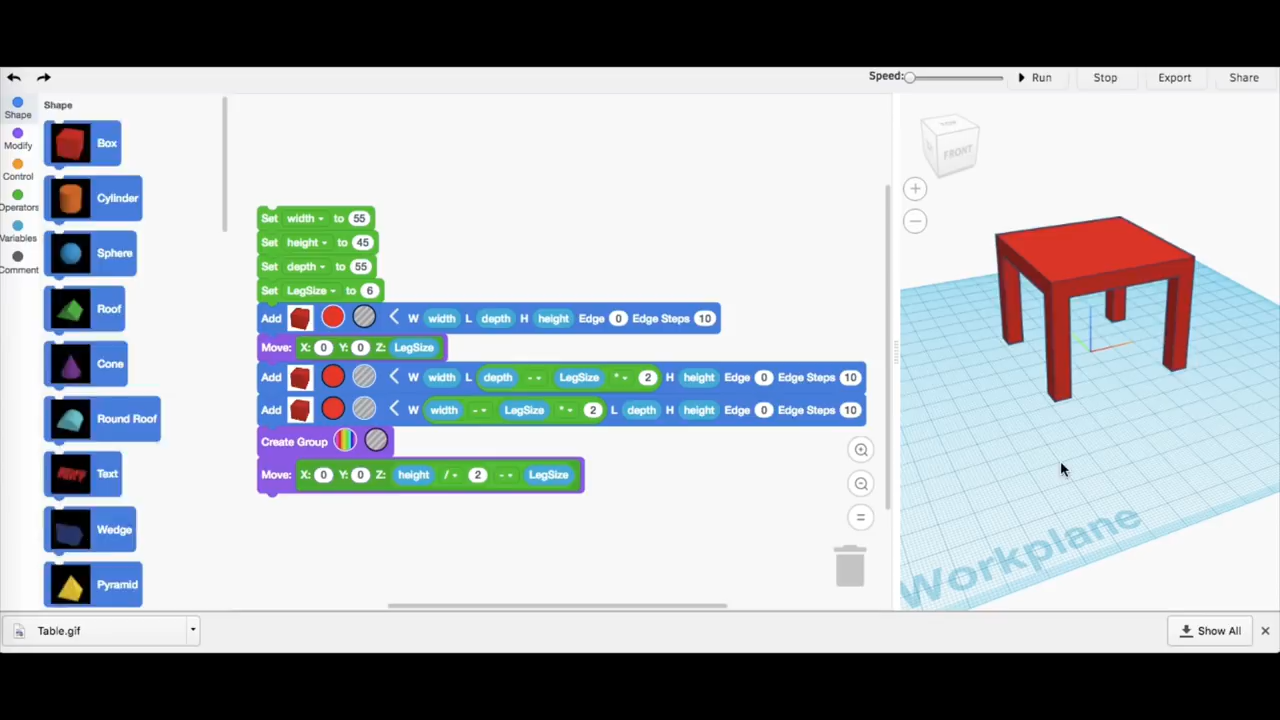 Speed: Run Stop Export Share
Shape
Modify
Control
Operators
Variables
Comment
Shape
Box
Cylinder
Sphere
Roof
Cone
Round Roof
Text
Wedge
Pyramid
Set width to 55
Set height to 45
Set depth to 55
Set LegSize to 6
Add W width L depth H height Edge 0 Edge Steps 10
Move: X: 0 Y: 0 Z: LegSize
Add W width L depth - LegSize * 2 H height Edge 0 Edge Steps 10
Add W width - LegSize * 2 L depth H height Edge 0 Edge Steps 10
Create Group
Move: X: 0 Y: 0 Z: height / 2 - LegSize
FRONT
Workplane
Table.gif
Show All